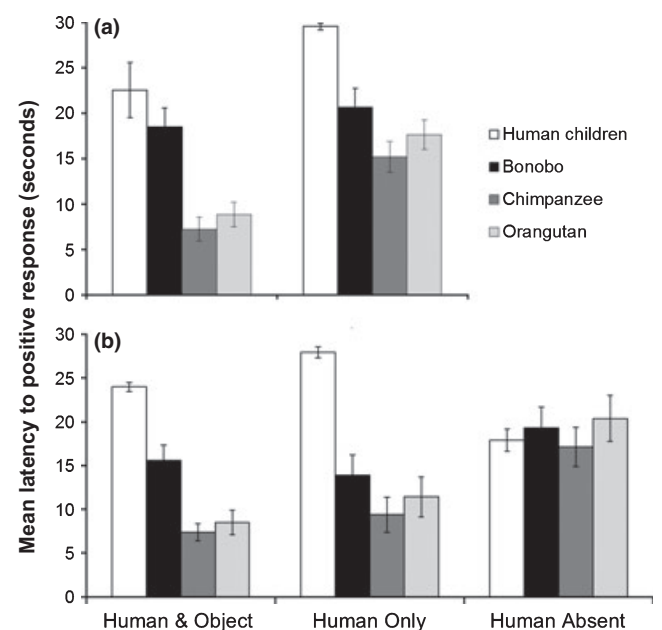 (a)
30
25
20
15
10
5
0
Human children
Bonobo
Chimpanzee
Orangutan
Mean latency to positive response (seconds)
(b)
30
25
20
15
10
5
0
Human & Object
Human Only
Human Absent